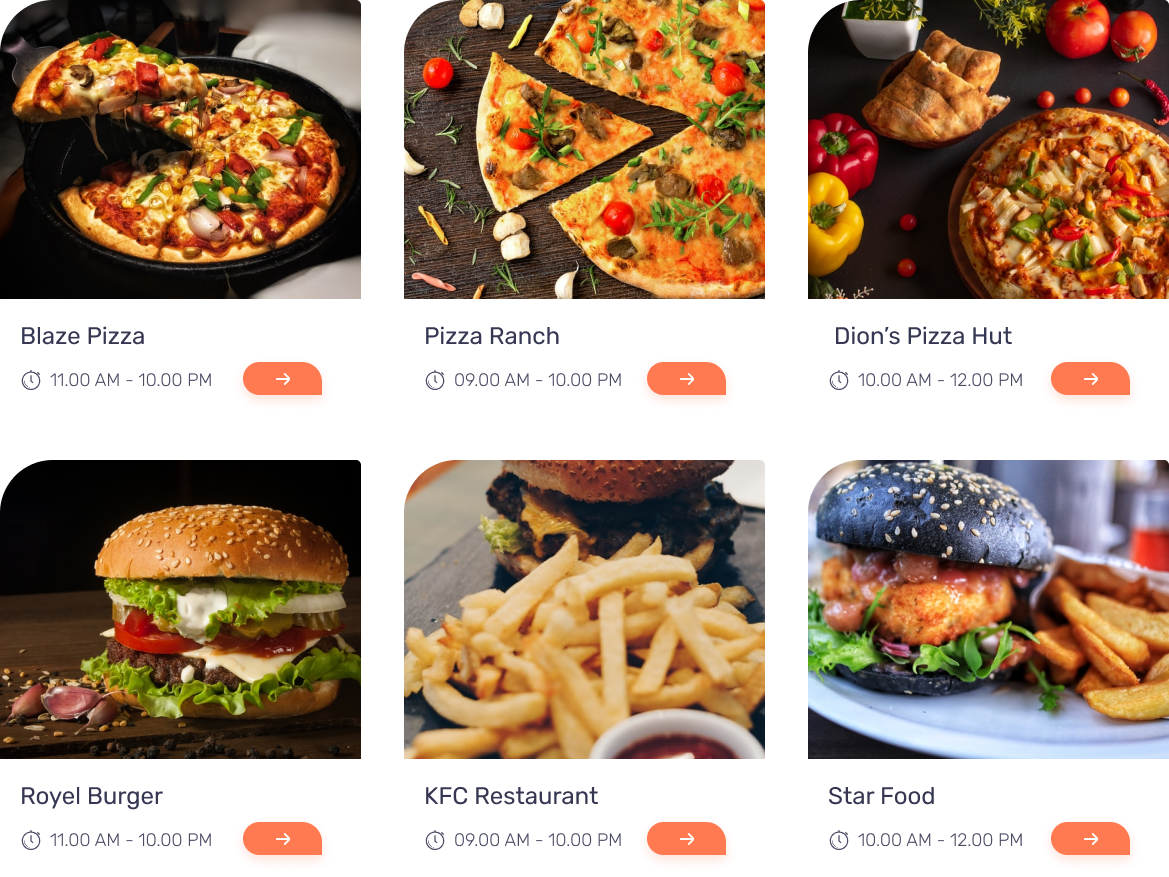 Blaze Pizza
11.00 AM - 10.00 PM
Pizza Ranch
09.00 AM - 10.00 PM
Dion’s Pizza Hut
10.00 AM - 12.00 PM
Royel Burger
11.00 AM - 10.00 PM
KFC Restaurant
09.00 AM - 10.00 PM
Star Food
10.00 AM - 12.00 PM